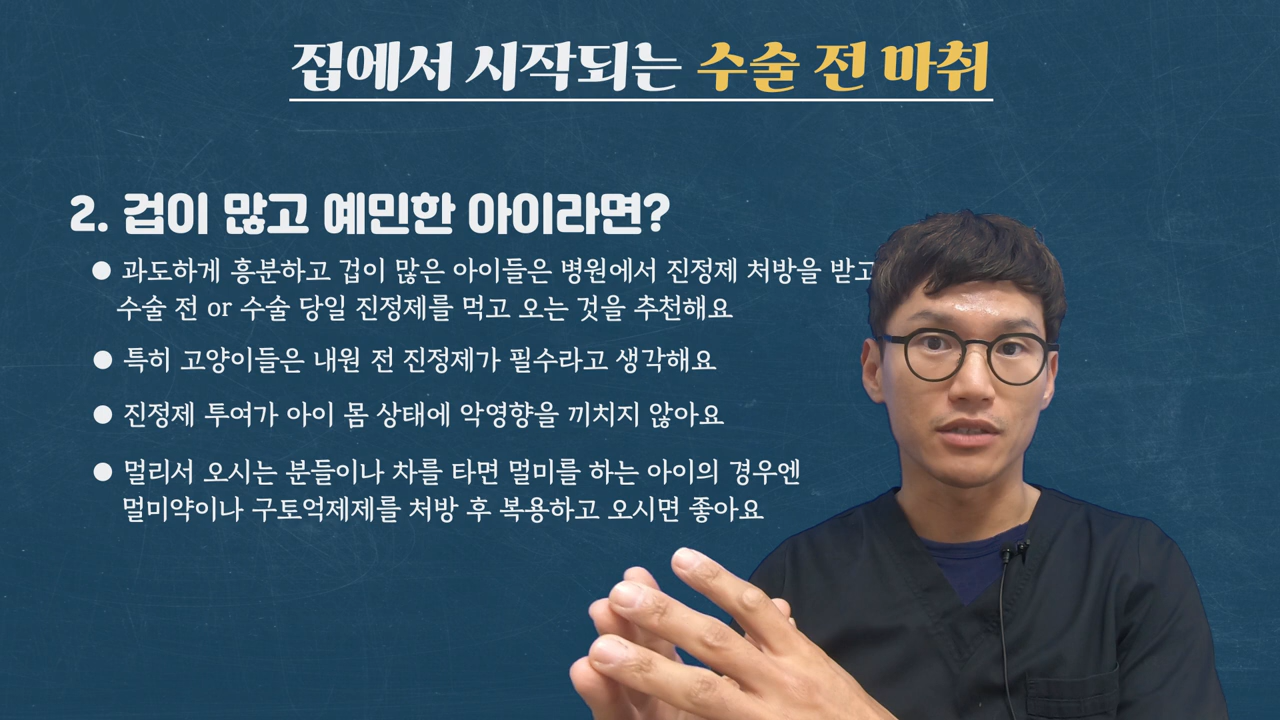 집에서 시작되는 수술 전 마취
2. 겁이 많고 예민한 아이라면?
● 과도하게 흥분하고 겁이 많은 아이들은 병원에서 진정제 처방을 받고
수술 전 or 수술 당일 진정제를 먹고 오는 것을 추천해요
● 특히 고양이들은 내원 전 진정제가 필수라고 생각해요
● 진정제 투여가 아이 몸 상태에 악영향을 끼치지 않아요
● 멀리서 오시는 분들이나 차를 타면 멀미를 하는 아이의 경우엔
멀미약이나 구토억제제를 처방 후 복용하고 오시면 좋아요